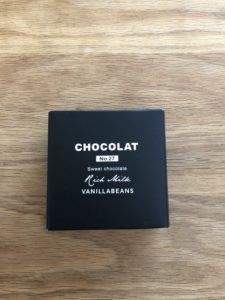 CHOCOLAT
No.27
Sweet chocolate
Rich Milk
VANILLABEANS